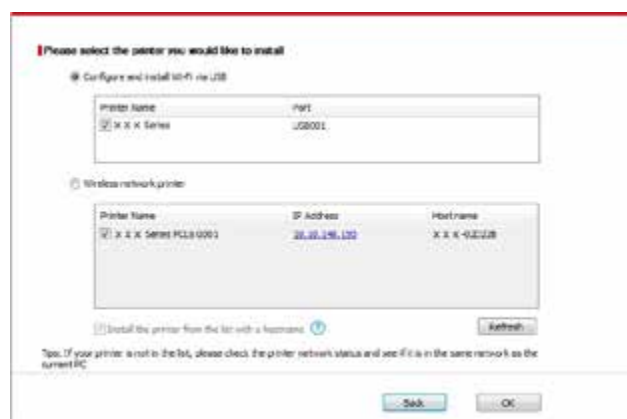 Please select the printer you would like to install
Configure and install Wi-Fi via USB
Printer Name Port
X X X Series USB001
Wireless network printer
Printer Name IP Address Host name
X X X Series PCL6 0001 X X X
Install the printer from the list with a hostname ?
Refresh
Tips: If your printer is not in the list, please check the printer network status and see if it is in the same network as the
current PC
Back OK